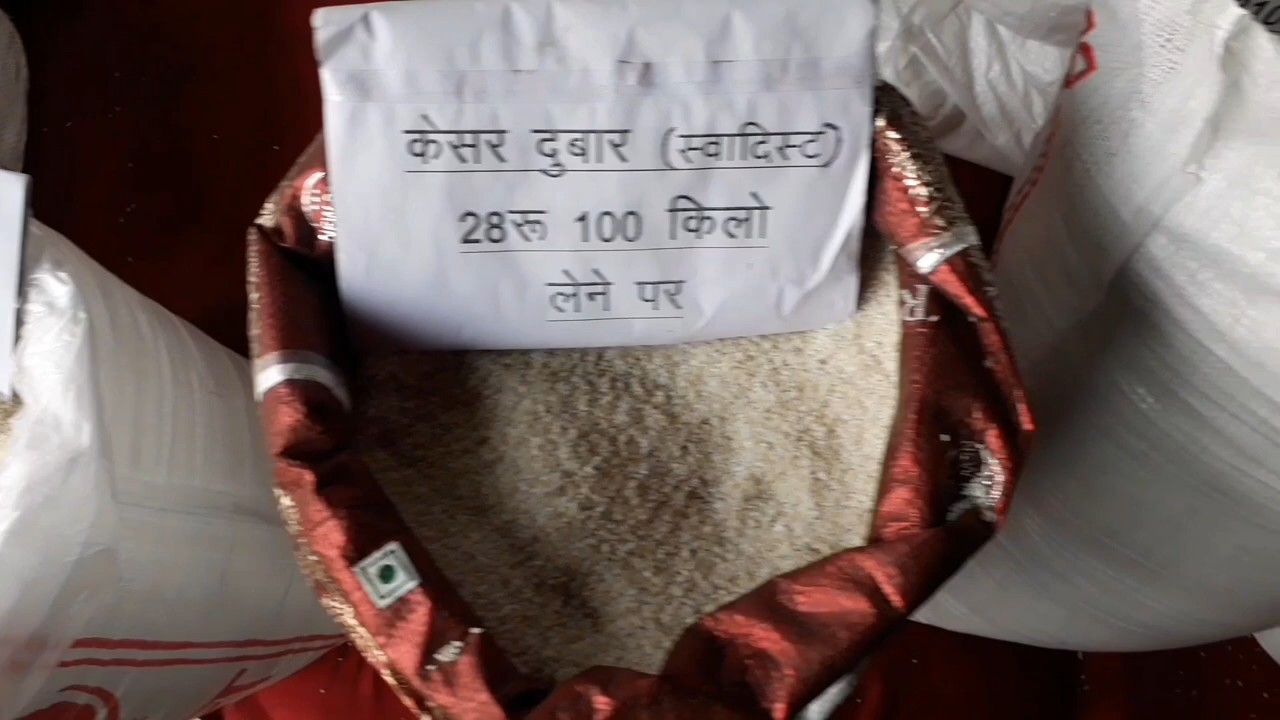 केसर दुबार (स्वादिस्ट)
28रू 100 किलो
लेने पर